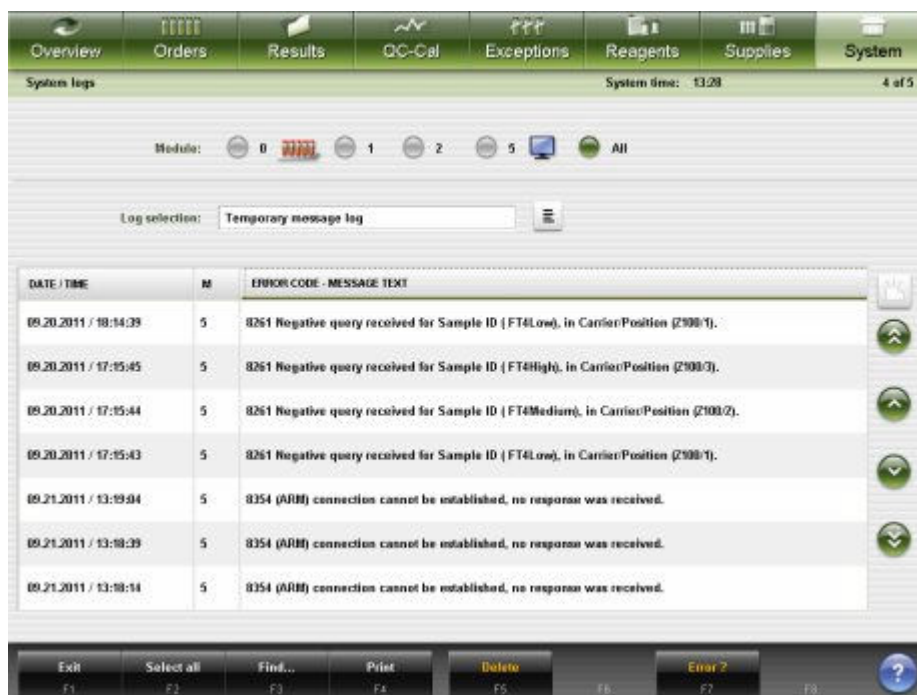 Overview Orders Results QC-Cal Exceptions Reagents Supplies System
System logs System time: 13:28 4 of 5
Module: 0 1 2 5 All
Log selection: Temporary message log
DATE / TIME M ERROR CODE - MESSAGE TEXT
09.20.2011 / 18:14:39 5 8261 Negative query received for Sample ID ( FT4Low), in Carrier/Position (Z100/1).
09.20.2011 / 17:15:45 5 8261 Negative query received for Sample ID ( FT4High), in Carrier/Position (Z100/3).
09.20.2011 / 17:15:44 5 8261 Negative query received for Sample ID ( FT4Medium), in Carrier/Position (Z100/2).
09.20.2011 / 17:15:43 5 8261 Negative query received for Sample ID ( FT4Low), in Carrier/Position (Z100/1).
09.21.2011 / 13:19:04 5 8354 (ARM) connection cannot be established, no response was received.
09.21.2011 / 13:18:39 5 8354 (ARM) connection cannot be established, no response was received.
09.21.2011 / 13:18:14 5 8354 (ARM) connection cannot be established, no response was received.
Exit Select all Find... Print Delete Error ? ?
F1 F2 F3 F4 F5 F6 F7 F8